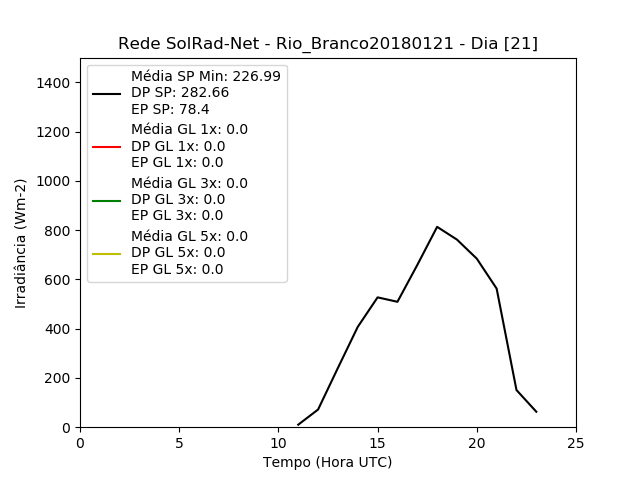 Rede SolRad-Net - Rio_Branco20180121 - Dia [21]
Média SP Min: 226.99
DP SP: 282.66
EP SP: 78.4
Média GL 1x: 0.0
DP GL 1x: 0.0
EP GL 1x: 0.0
Média GL 3x: 0.0
DP GL 3x: 0.0
EP GL 3x: 0.0
Média GL 5x: 0.0
DP GL 5x: 0.0
EP GL 5x: 0.0
Irradiância (Wm-2)
1400
1200
1000
800
600
400
200
0
0 5 10 15 20 25
Tempo (Hora UTC)